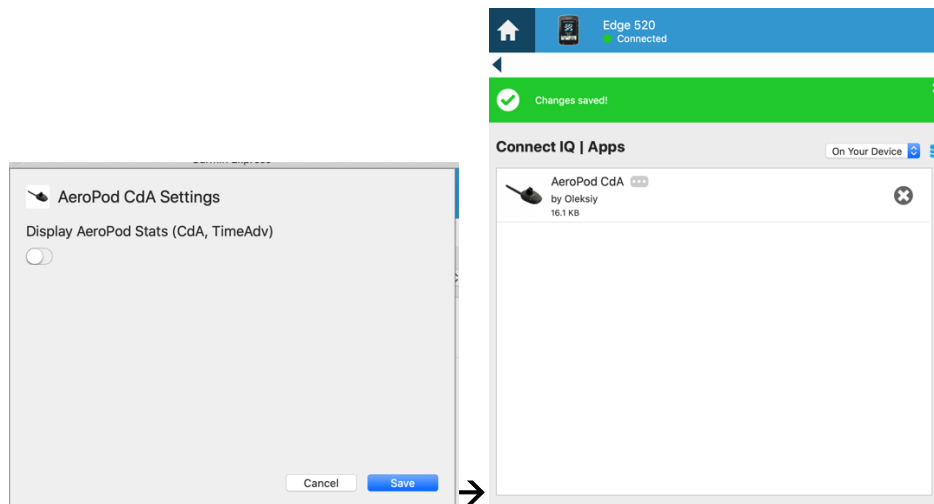 AeroPod CdA Settings
Display AeroPod Stats (CdA, TimeAdv)
Cancel
Save
Edge 520
Connected
Changes saved!
Connect IQ | Apps
On Your Device
AeroPod CdA
by Oleksiy
16.1 KB